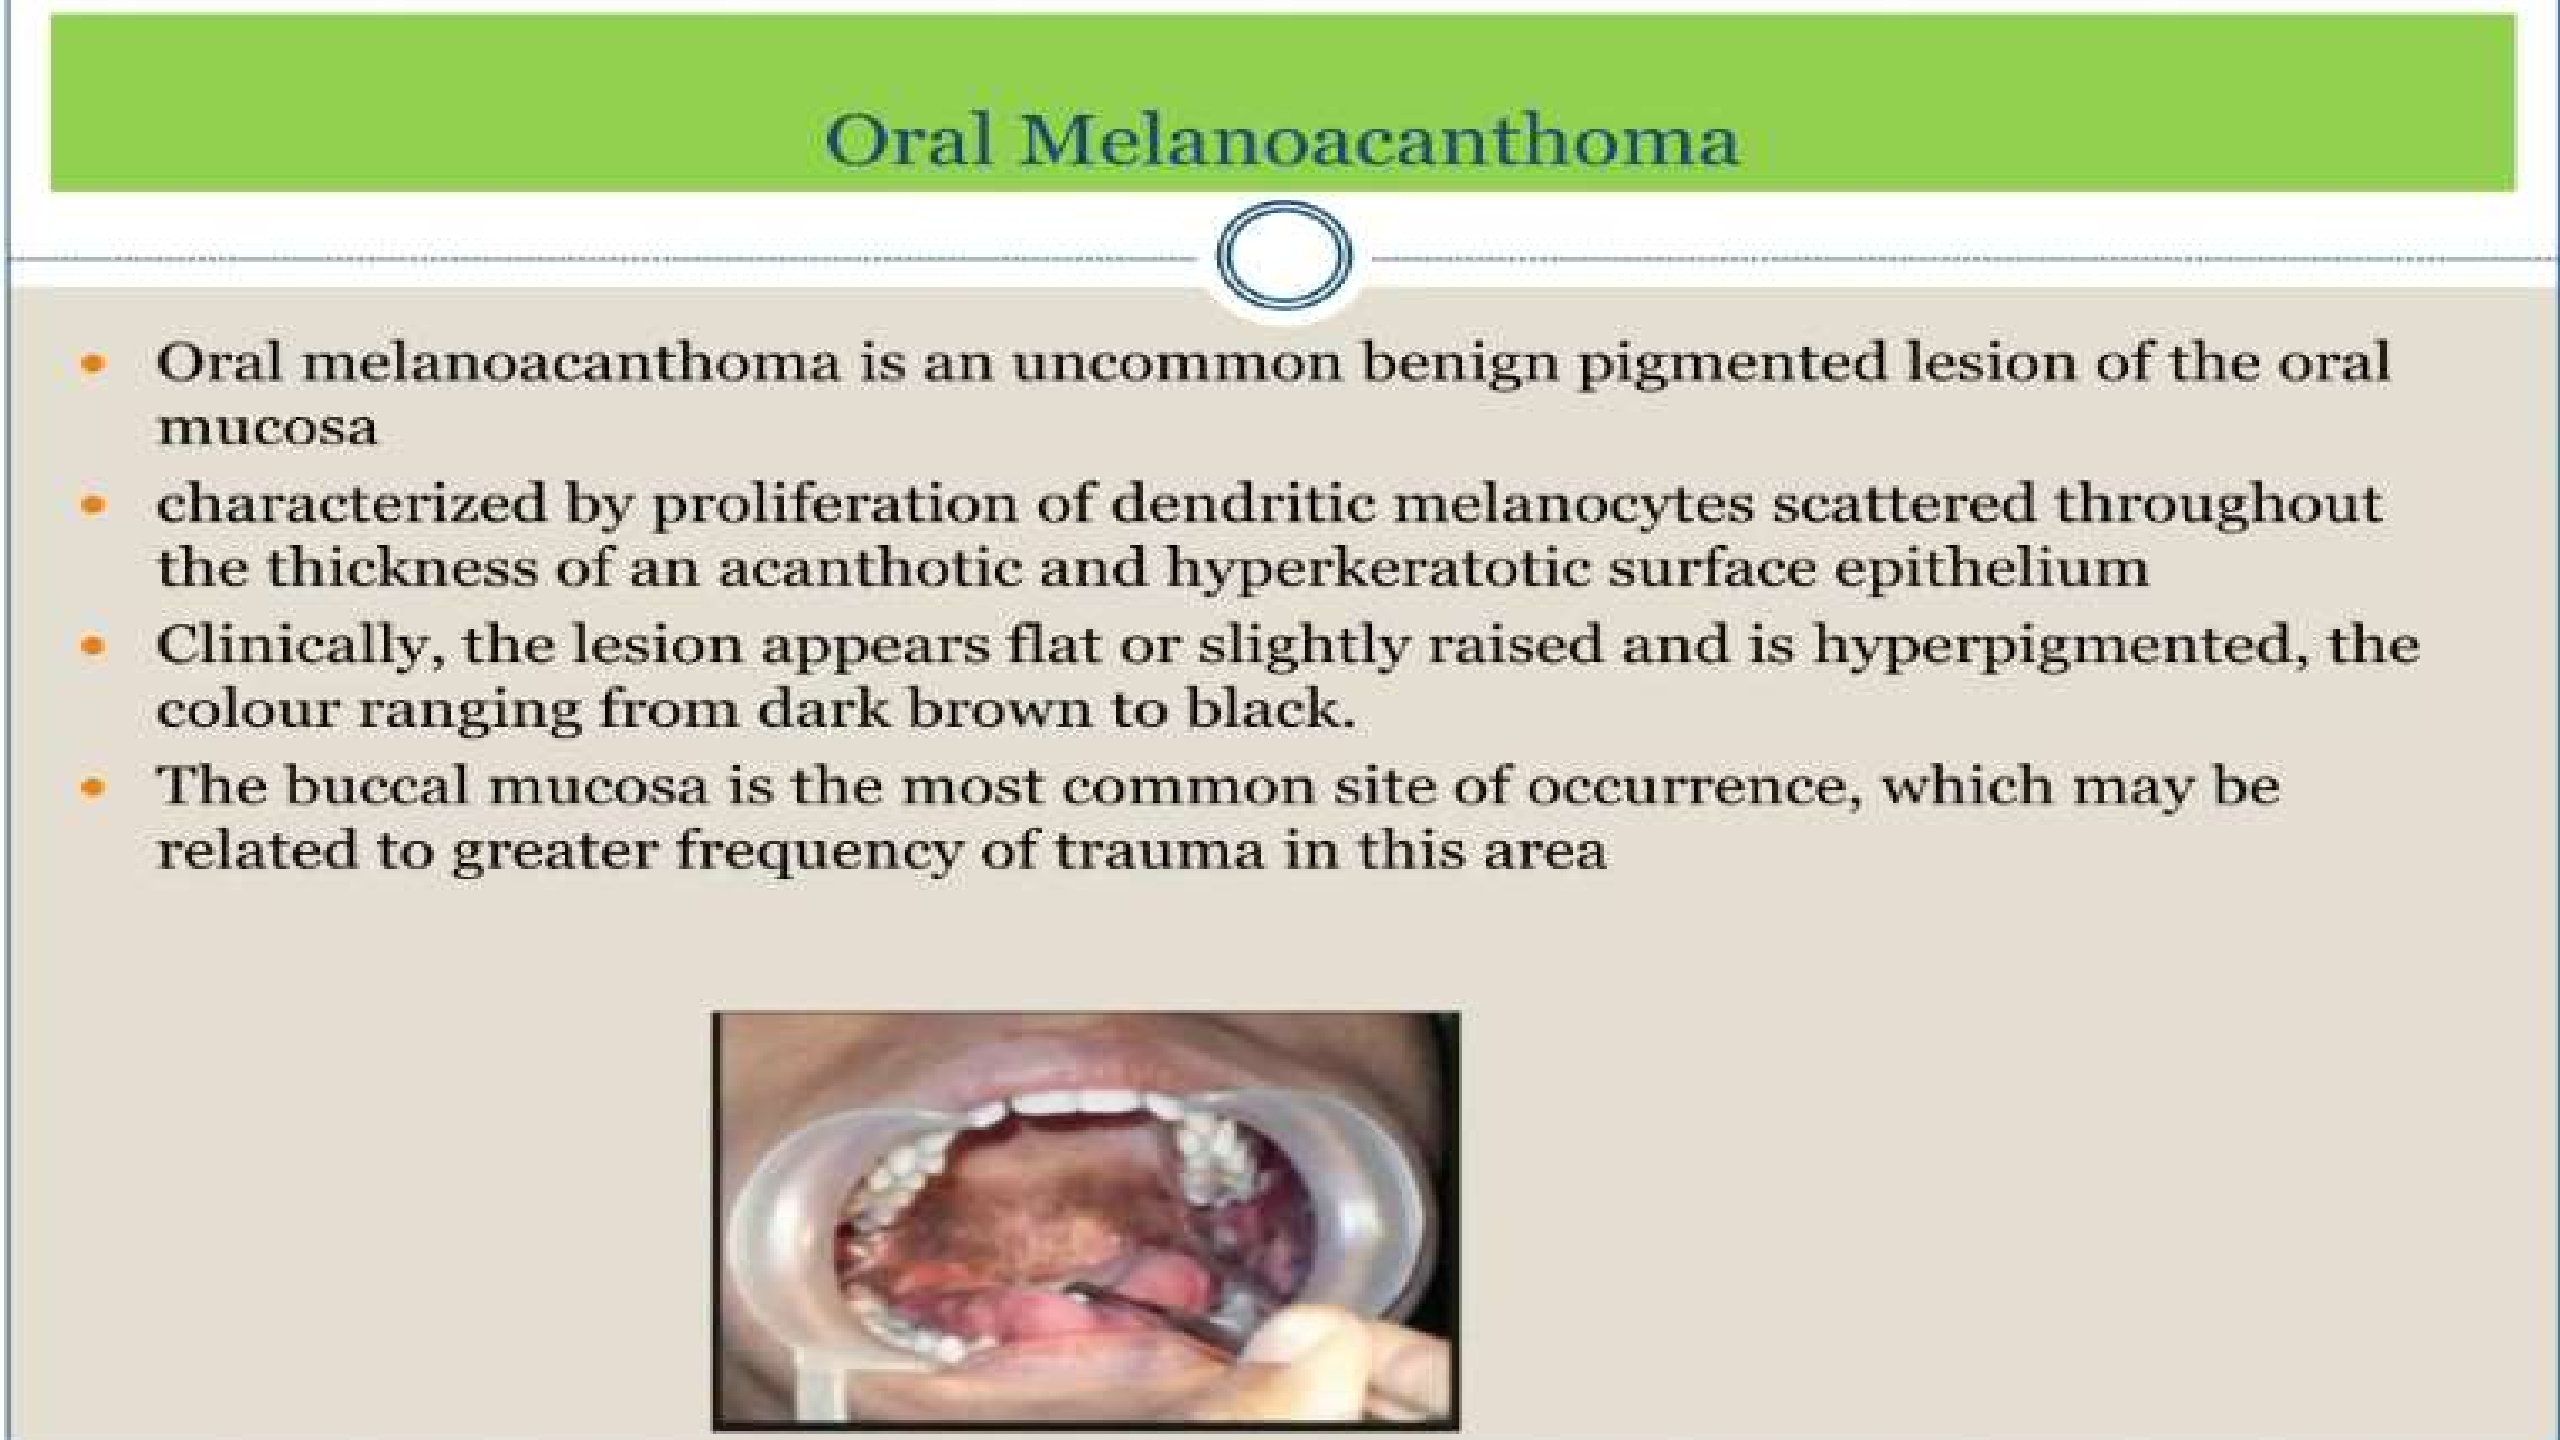 Oral Melanoacanthoma
• Oral melanoacanthoma is an uncommon benign pigmented lesion of the oral
mucosa
• characterized by proliferation of dendritic melanocytes scattered throughout
the thickness of an acanthotic and hyperkeratotic surface epithelium
• Clinically, the lesion appears flat or slightly raised and is hyperpigmented, the
colour ranging from dark brown to black.
• The buccal mucosa is the most common site of occurrence, which may be
related to greater frequency of trauma in this area